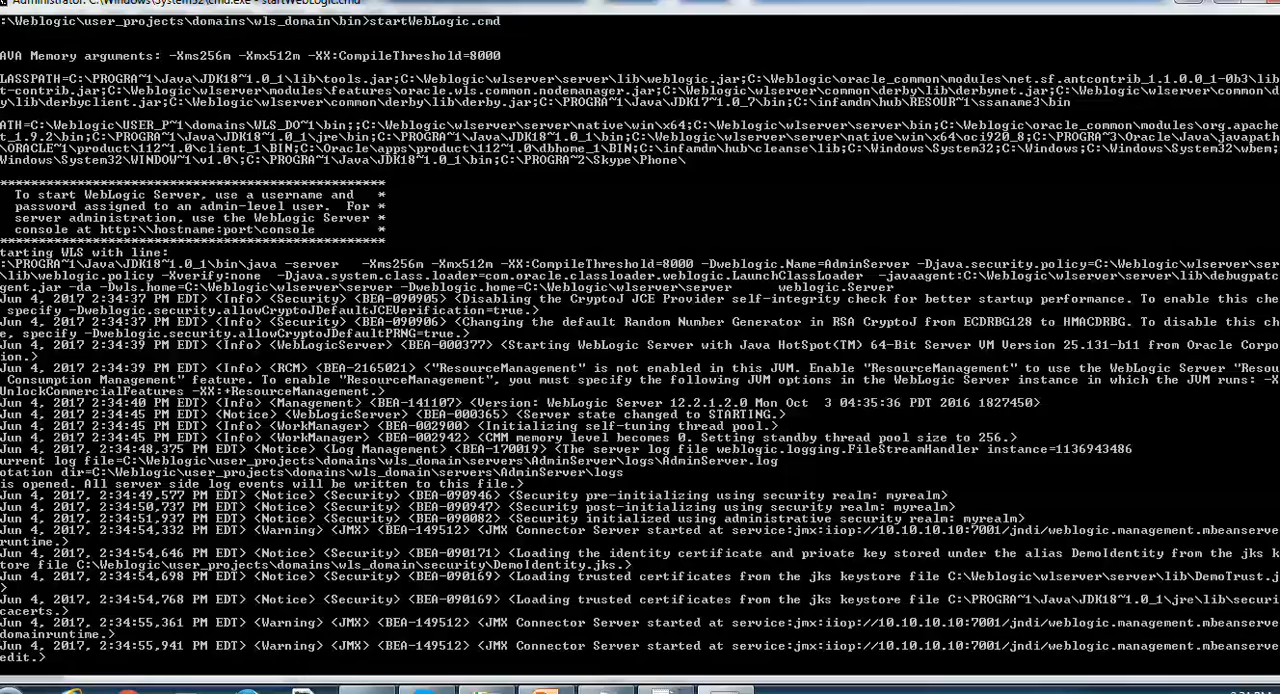 Administrator: C:\Windows\System32\cmd.exe - startWebLogic.cmd
:\Weblogic\user_projects\domains\wls_domain\bin>startWebLogic.cmd
AVA Memory arguments: -Xms256m -Xmx512m -XX:CompileThreshold=8000
LASSPATH=C:\PROGRA~1\Java\JDK18~1.0_1\lib\tools.jar;C:\Weblogic\wlserver\server\lib\weblogic.jar;C:\Weblogic\oracle_common\modules\net.sf.antcontrib_1.1.0.0_1-0b3\lib
t-contrib.jar;C:\Weblogic\wlserver\modules\features\oracle.wls.common.nodemanager.jar;C:\Weblogic\wlserver\common\derby\lib\derbynet.jar;C:\Weblogic\wlserver\common\de
y\lib\derbyclient.jar;C:\Weblogic\wlserver\common\derby\lib\derby.jar;C:\PROGRA~1\Java\JDK17~1.0_7\bin;C:\infamdm\hub\RESOUR~1\ssaname3\bin
ATH=C:\Weblogic\USER_P~1\domains\WLS_DO~1\bin;;C:\Weblogic\wlserver\server\native\win\x64;C:\Weblogic\wlserver\server\bin;C:\Weblogic\oracle_common\modules\org.apache
t_1.9.2\bin;C:\PROGRA~1\Java\JDK18~1.0_1\jre\bin;C:\PROGRA~1\Java\JDK18~1.0_1\bin;C:\Weblogic\wlserver\server\native\win\x64\oci920_8;C:\PROGRA~3\Oracle\Java\javapath
\ORACLE~1\product\112~1.0\client_1\BIN;C:\Oracle\apps\product\112~1.0\dbhome_1\BIN;C:\infamdm\hub\cleanse\lib;C:\Windows\System32;C:\Windows;C:\Windows\System32\wbem;
Windows\System32\WINDOW~1\v1.0\;C:\PROGRA~1\Java\JDK18~1.0_1\bin;C:\PROGRA~2\Skype\Phone\
***************************************************
To start WebLogic Server, use a username and *
password assigned to an admin-level user. For *
server administration, use the WebLogic Server *
console at http:\\hostname:port\console *
***************************************************
tarting WLS with line:
:\PROGRA~1\Java\JDK18~1.0_1\bin\java -server -Xms256m -Xmx512m -XX:CompileThreshold=8000 -Dweblogic.Name=AdminServer -Djava.security.policy=C:\Weblogic\wlserver\ser
\lib\weblogic.policy -Xverify:none -Djava.system.class.loader=com.oracle.classloader.weblogic.LaunchClassLoader -javaagent:C:\Weblogic\wlserver\server\lib\debugpatc
gent.jar -da -Dwls.home=C:\Weblogic\wlserver\server -Dweblogic.home=C:\Weblogic\wlserver\server weblogic.Server
Jun 4, 2017 2:34:37 PM EDT> <Info> <Security> <BEA-090905> <Disabling the CryptoJ JCE Provider self-integrity check for better startup performance. To enable this che
 specify -Dweblogic.security.allowCryptoJDefaultJCEVerification=true.>
Jun 4, 2017 2:34:37 PM EDT> <Info> <Security> <BEA-090906> <Changing the default Random Number Generator in RSA CryptoJ from ECDRBG128 to HMACDRBG. To disable this ch
e, specify -Dweblogic.security.allowCryptoJDefaultPRNG=true.>
Jun 4, 2017 2:34:39 PM EDT> <Info> <WebLogicServer> <BEA-000377> <Starting WebLogic Server with Java HotSpot(TM) 64-Bit Server VM Version 25.131-b11 from Oracle Corpo
ion.>
Jun 4, 2017 2:34:39 PM EDT> <Info> <RCM> <BEA-2165021> <"ResourceManagement" is not enabled in this JVM. Enable "ResourceManagement" to use the WebLogic Server "Reso
 Consumption Management" feature. To enable "ResourceManagement", you must specify the following JVM options in the WebLogic Server instance in which the JVM runs: -X
UnlockCommercialFeatures -XX:+ResourceManagement.>
Jun 4, 2017 2:34:40 PM EDT> <Info> <Management> <BEA-141107> <Version: WebLogic Server 12.2.1.2.0 Mon Oct 3 04:35:36 PDT 2016 1827450>
Jun 4, 2017 2:34:45 PM EDT> <Notice> <WebLogicServer> <BEA-000365> <Server state changed to STARTING.>
Jun 4, 2017 2:34:45 PM EDT> <Info> <WorkManager> <BEA-002900> <Initializing self-tuning thread pool.>
Jun 4, 2017 2:34:45 PM EDT> <Info> <WorkManager> <BEA-002942> <CMM memory level becomes 0. Setting standby thread pool size to 256.>
Jun 4, 2017 2:34:48,375 PM EDT> <Notice> <Log Management> <BEA-170019> <The server log file weblogic.logging.FileStreamHandler instance=1136943486
urrent log file=C:\Weblogic\user_projects\domains\wls_domain\servers\AdminServer\logs\AdminServer.log
otation dir=C:\Weblogic\user_projects\domains\wls_domain\servers\AdminServer\logs
is opened. All server side log events will be written to this file.>
Jun 4, 2017, 2:34:49,577 PM EDT> <Notice> <Security> <BEA-090946> <Security pre-initializing using security realm: myrealm>
Jun 4, 2017, 2:34:50,737 PM EDT> <Notice> <Security> <BEA-090947> <Security post-initializing using security realm: myrealm>
Jun 4, 2017, 2:34:51,937 PM EDT> <Notice> <Security> <BEA-090082> <Security initialized using administrative security realm: myrealm>
Jun 4, 2017, 2:34:54,332 PM EDT> <Warning> <JMX> <BEA-149512> <JMX Connector Server started at service:jmx:iiop://10.10.10.10:7001/jndi/weblogic.management.mbeanserve
runtime.>
Jun 4, 2017, 2:34:54,646 PM EDT> <Notice> <Security> <BEA-090171> <Loading the identity certificate and private key stored under the alias DemoIdentity from the jks k
tore file C:\Weblogic\user_projects\domains\wls_domain\security\DemoIdentity.jks.>
Jun 4, 2017, 2:34:54,698 PM EDT> <Notice> <Security> <BEA-090169> <Loading trusted certificates from the jks keystore file C:\Weblogic\wlserver\server\lib\DemoTrust.j
>
Jun 4, 2017, 2:34:54,768 PM EDT> <Notice> <Security> <BEA-090169> <Loading trusted certificates from the jks keystore file C:\PROGRA~1\Java\JDK18~1.0_1\jre\lib\securi
cacerts.>
Jun 4, 2017, 2:34:55,361 PM EDT> <Warning> <JMX> <BEA-149512> <JMX Connector Server started at service:jmx:iiop://10.10.10.10:7001/jndi/weblogic.management.mbeanserve
domainruntime.>
Jun 4, 2017, 2:34:55,941 PM EDT> <Warning> <JMX> <BEA-149512> <JMX Connector Server started at service:jmx:iiop://10.10.10.10:7001/jndi/weblogic.management.mbeanserve
edit.>